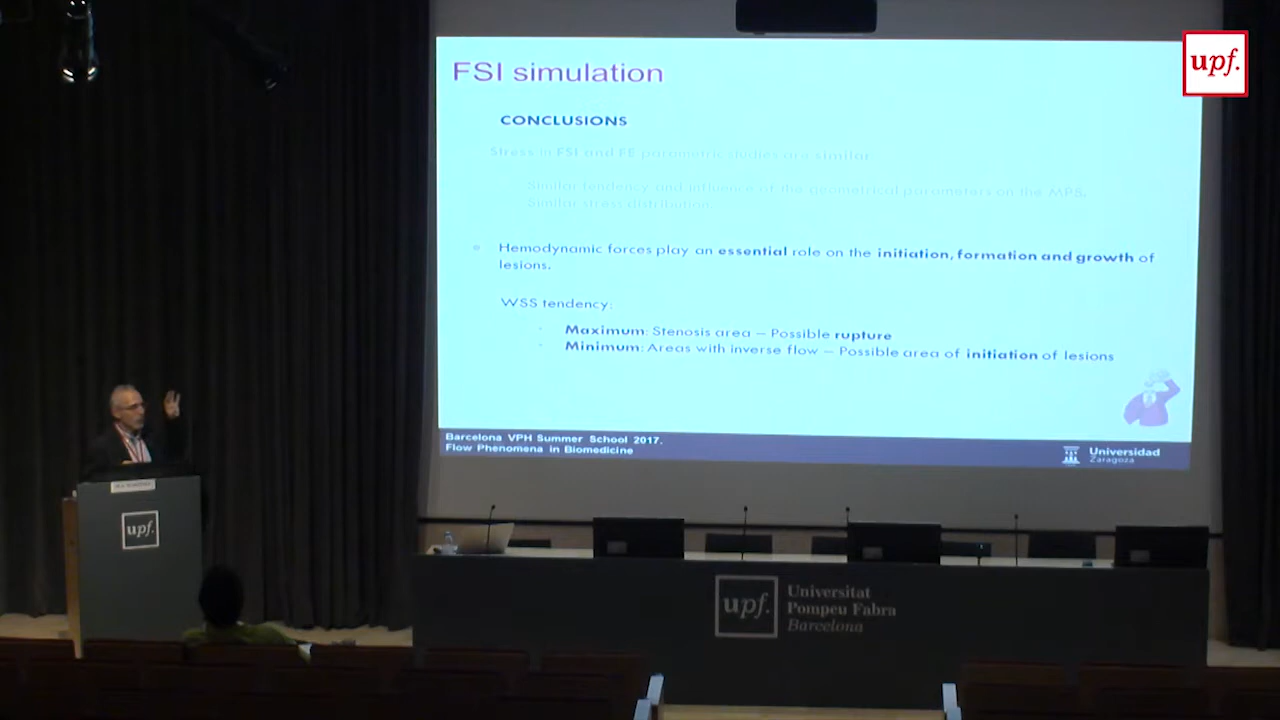 upf.
FSI simulation
CONCLUSIONS
Stress in FSI and FE parametric studies are similar
Similar tendency and influence of the geometrical parameters on the MPS.
Similar stress distribution.
Hemodynamic forces play an essential role on the initiation, formation and growth of
lesions.
WSS tendency:
Maximum: Stenosis area – Possible rupture
Minimum: Areas with inverse flow – Possible area of initiation of lesions
Barcelona VPH Summer School 2017.
Flow Phenomena in Biomedicine
Universidad
Zaragoza
upf.
upf.
Universitat
Pompeu Fabra
Barcelona